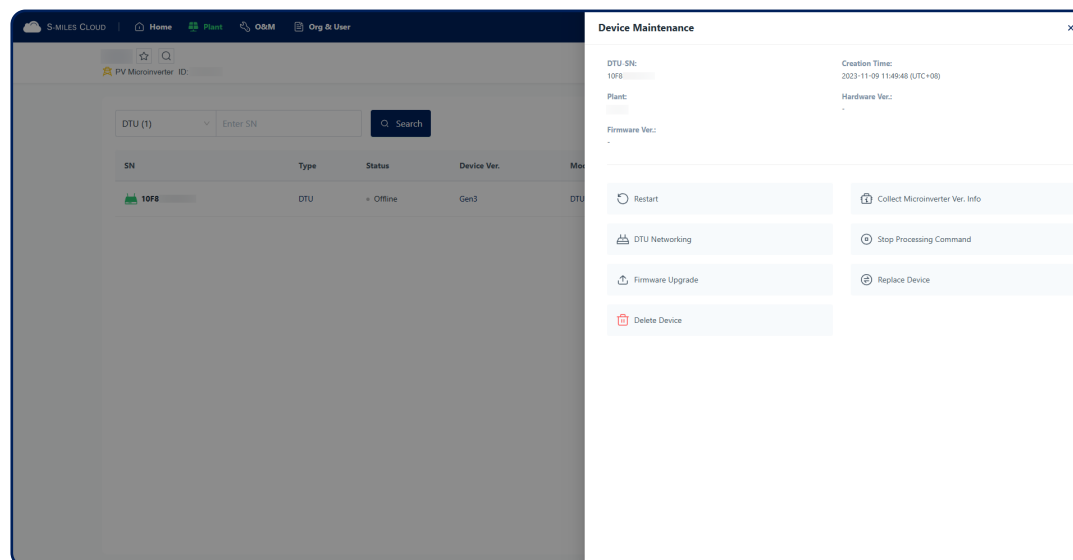 S-MILES CLOUD Home Plant O&M Org & User
PV Microinverter ID:
DTU (1) Enter SN Search
SN Type Status Device Ver. Mo
10F8 DTU Offline Gen3 DTU
Device Maintenance
DTU-SN: Creation Time:
10F8 2023-11-09 11:49:48 (UTC+08)
Plant: Hardware Ver.:
-
Firmware Ver.:
-
Restart Collect Microinverter Ver. Info
DTU Networking Stop Processing Command
Firmware Upgrade Replace Device
Delete Device